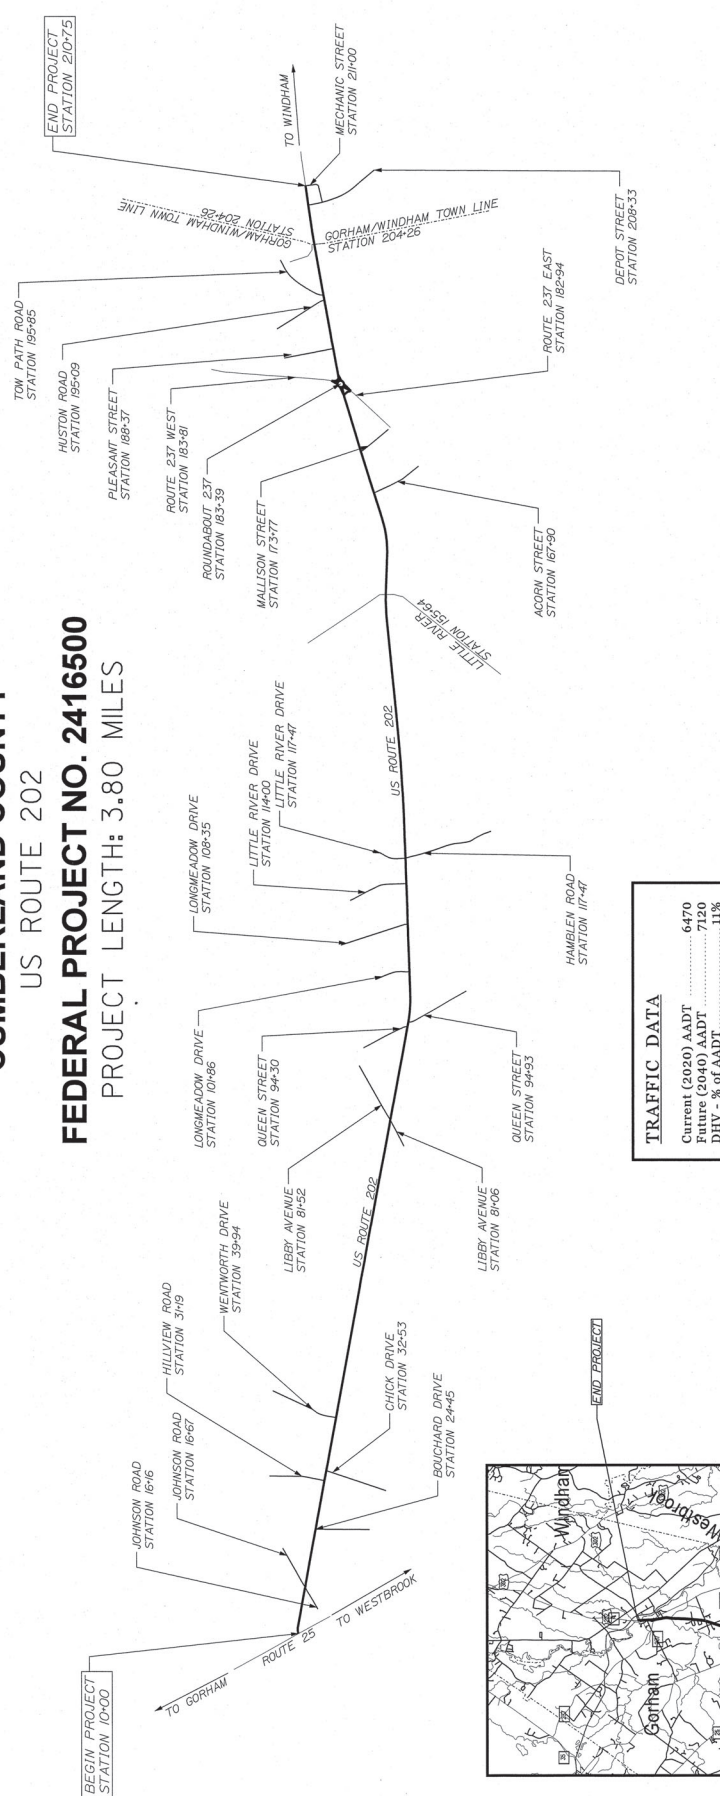 US ROUTE 202
FEDERAL PROJECT NO. 2416500
PROJECT LENGTH: 3.80 MILES
BEGIN PROJECT
STATION 10+00
JOHNSON ROAD
STATION 16+16
JOHNSON ROAD
STATION 16+67
HILLVIEW ROAD
STATION 31+19
WENTWORTH DRIVE
STATION 39+94
LIBBY AVENUE
STATION 81+52
QUEEN STREET
STATION 94+30
LONGMEADOW DRIVE
STATION 101+86
LONGMEADOW DRIVE
STATION 108+35
LITTLE RIVER DRIVE
STATION 114+00
LITTLE RIVER DRIVE
STATION 117+47
MALLISON STREET
STATION 173+77
ROUNDABOUT 237
STATION 183+39
ROUTE 237 WEST
STATION 183+81
PLEASANT STREET
STATION 188+37
HUSTON ROAD
STATION 195+09
TOW PATH ROAD
STATION 195+85
END PROJECT
STATION 210+75
GORHAM/WINDHAM TOWN LINE
STATION 204+26
TO WINDHAM
MECHANIC STREET
STATION 211+00
GORHAM/WINDHAM TOWN LINE
STATION 204+26
US ROUTE 202
US ROUTE 202
LITTLE RIVER
STATION 155+64
TO GORHAM
ROUTE 25
TO WESTBROOK
BOUCHARD DRIVE
STATION 24+45
CHICK DRIVE
STATION 32+53
LIBBY AVENUE
STATION 81+06
QUEEN STREET
STATION 94+93
HAMBLEN ROAD
STATION 117+47
ACORN STREET
STATION 167+90
ROUTE 237 EAST
STATION 182+94
DEPOT STREET
STATION 208+33
END PROJECT
Windham
Westbrook
Gorham
TRAFFIC DATA
Current (2020) AADT 6470
Future (2040) AADT 7120
DHV - % of AADT 11%